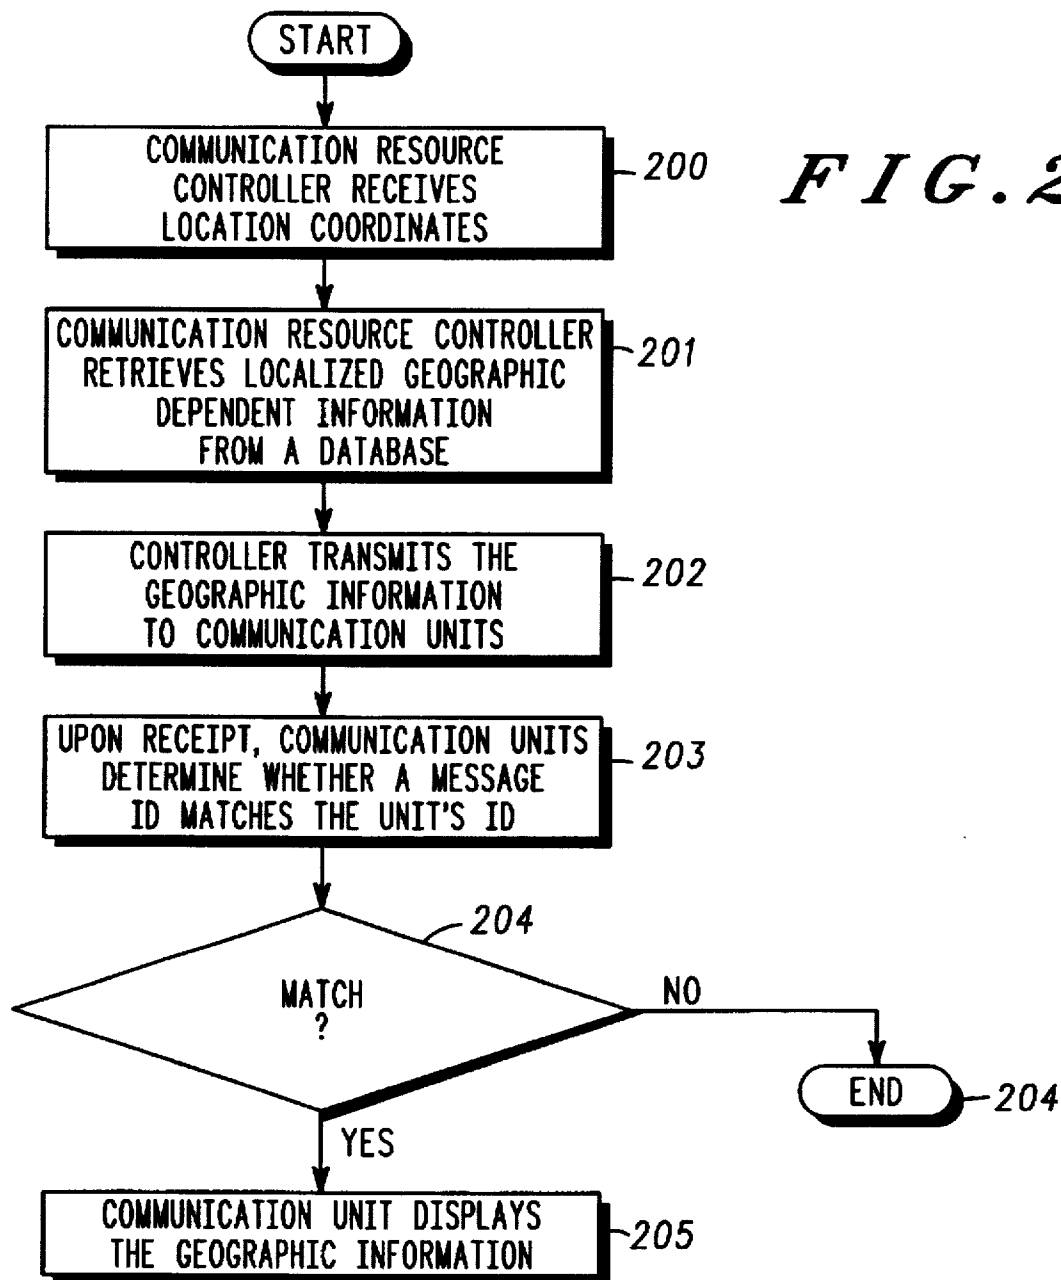 START
COMMUNICATION RESOURCE
CONTROLLER RECEIVES
LOCATION COORDINATES
200
FIG. 2
COMMUNICATION RESOURCE CONTROLLER
RETRIEVES LOCALIZED GEOGRAPHIC
DEPENDENT INFORMATION
FROM A DATABASE
201
CONTROLLER TRANSMITS THE
GEOGRAPHIC INFORMATION
TO COMMUNICATION UNITS
202
UPON RECEIPT, COMMUNICATION UNITS
DETERMINE WHETHER A MESSAGE
ID MATCHES THE UNIT'S ID
203
204
MATCH
?
NO
END
204
YES
COMMUNICATION UNIT DISPLAYS
THE GEOGRAPHIC INFORMATION
205